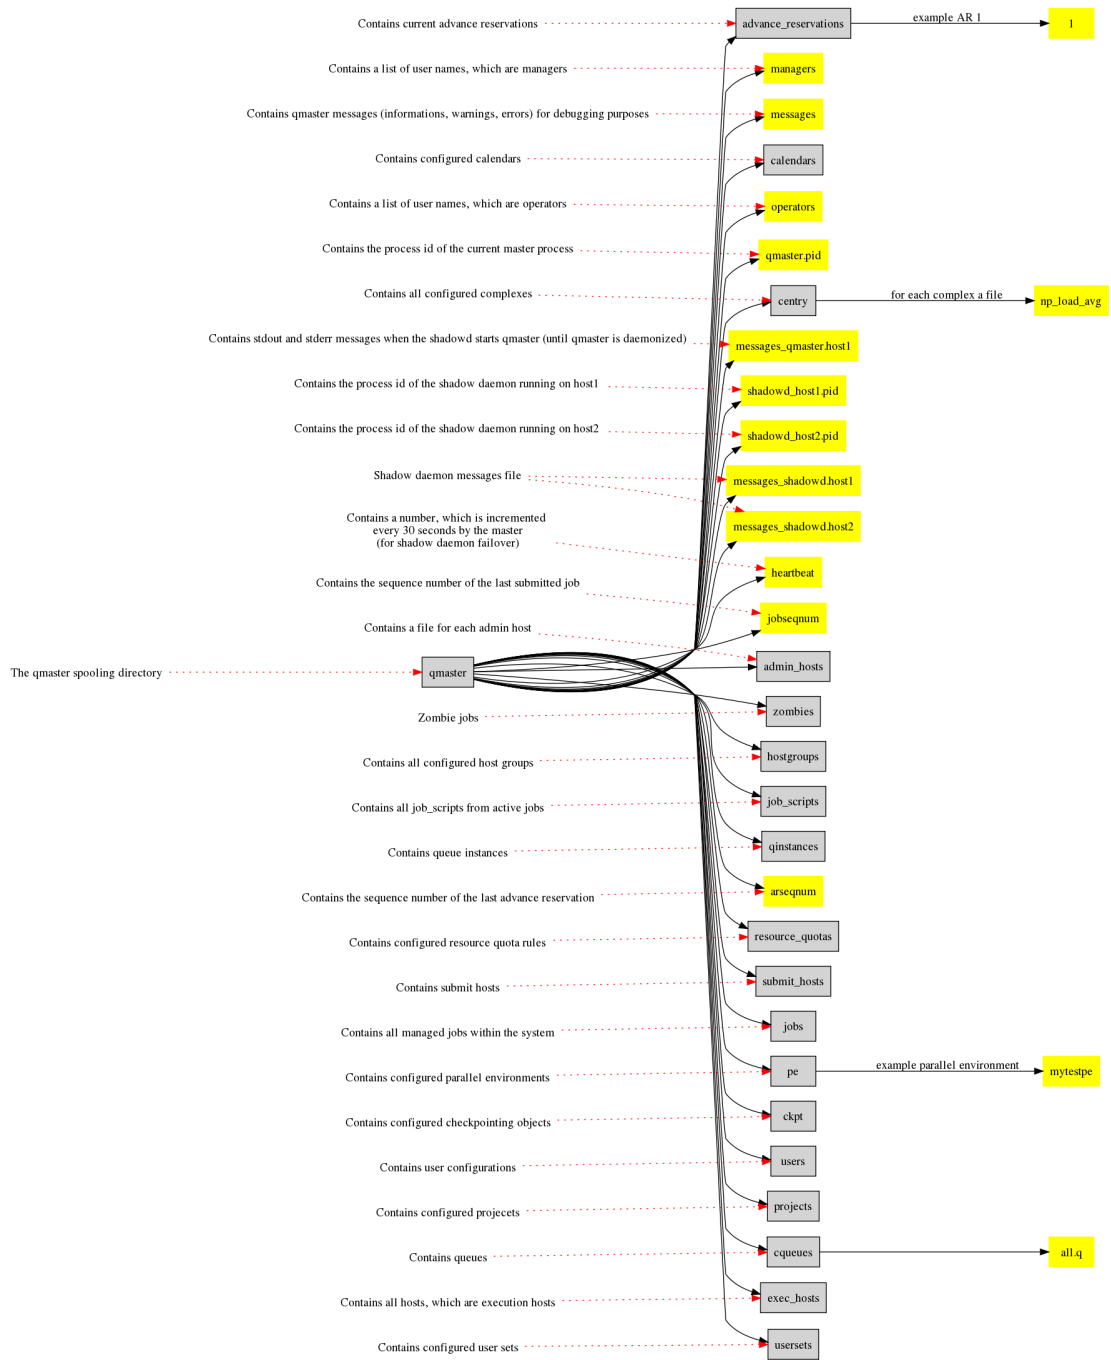 Contains current advance reservations
advance_reservations
example AR 1
1
Contains a list of user names, which are managers
managers
Contains qmaster messages (informations, warnings, errors) for debugging purposes
messages
Contains configured calendars
calendars
Contains a list of user names, which are operators
operators
Contains the process id of the current master process
qmaster.pid
Contains all configured complexes
centry
for each complex a file
np_load_avg
Contains stdout and stderr messages when the shadowd starts qmaster (until qmaster is daemonized)
messages_qmaster.host1
Contains the process id of the shadow daemon running on host1
shadowd_host1.pid
Contains the process id of the shadow daemon running on host2
shadowd_host2.pid
Shadow daemon messages file
messages_shadowd.host1
messages_shadowd.host2
Contains a number, which is incremented
every 30 seconds by the master
(for shadow daemon failover)
heartbeat
Contains the sequence number of the last submitted job
jobseqnum
Contains a file for each admin host
admin_hosts
The qmaster spooling directory
qmaster
Zombie jobs
zombies
Contains all configured host groups
hostgroups
Contains all job_scripts from active jobs
job_scripts
Contains queue instances
qinstances
Contains the sequence number of the last advance reservation
arseqnum
Contains configured resource quota rules
resource_quotas
Contains submit hosts
submit_hosts
Contains all managed jobs within the system
jobs
Contains configured parallel environments
pe
example parallel environment
mytestpe
Contains configured checkpointing objects
ckpt
Contains user configurations
users
Contains configured projecets
projects
Contains queues
cqueues
all.q
Contains all hosts, which are execution hosts
exec_hosts
Contains configured user sets
usersets